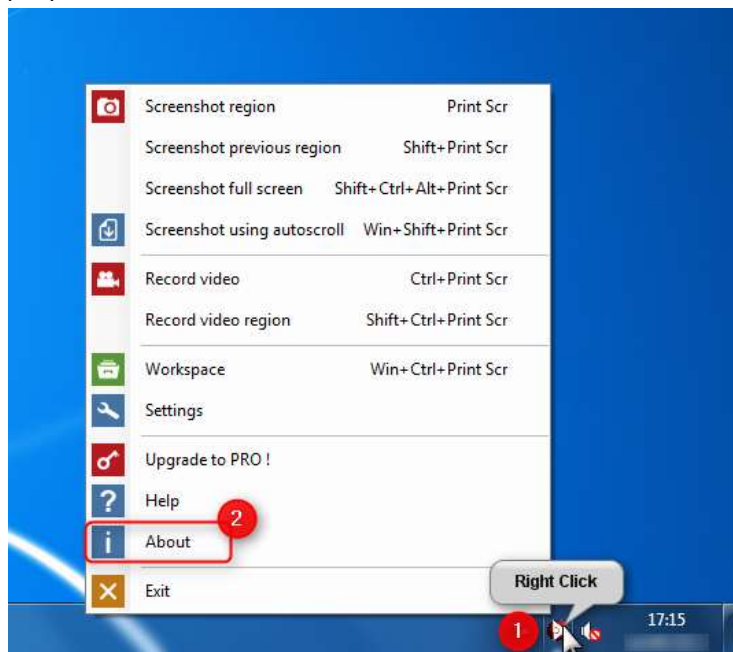 Screenshot region Print Scr
Screenshot previous region Shift+Print Scr
Screenshot full screen Shift+Ctrl+Alt+Print Scr
Screenshot using autoscroll Win+Shift+Print Scr
Record video Ctrl+Print Scr
Record video region Shift+Ctrl+Print Scr
Workspace Win+Ctrl+Print Scr
Settings
Upgrade to PRO !
? Help
2
i About
Exit
Right Click
1
17:15